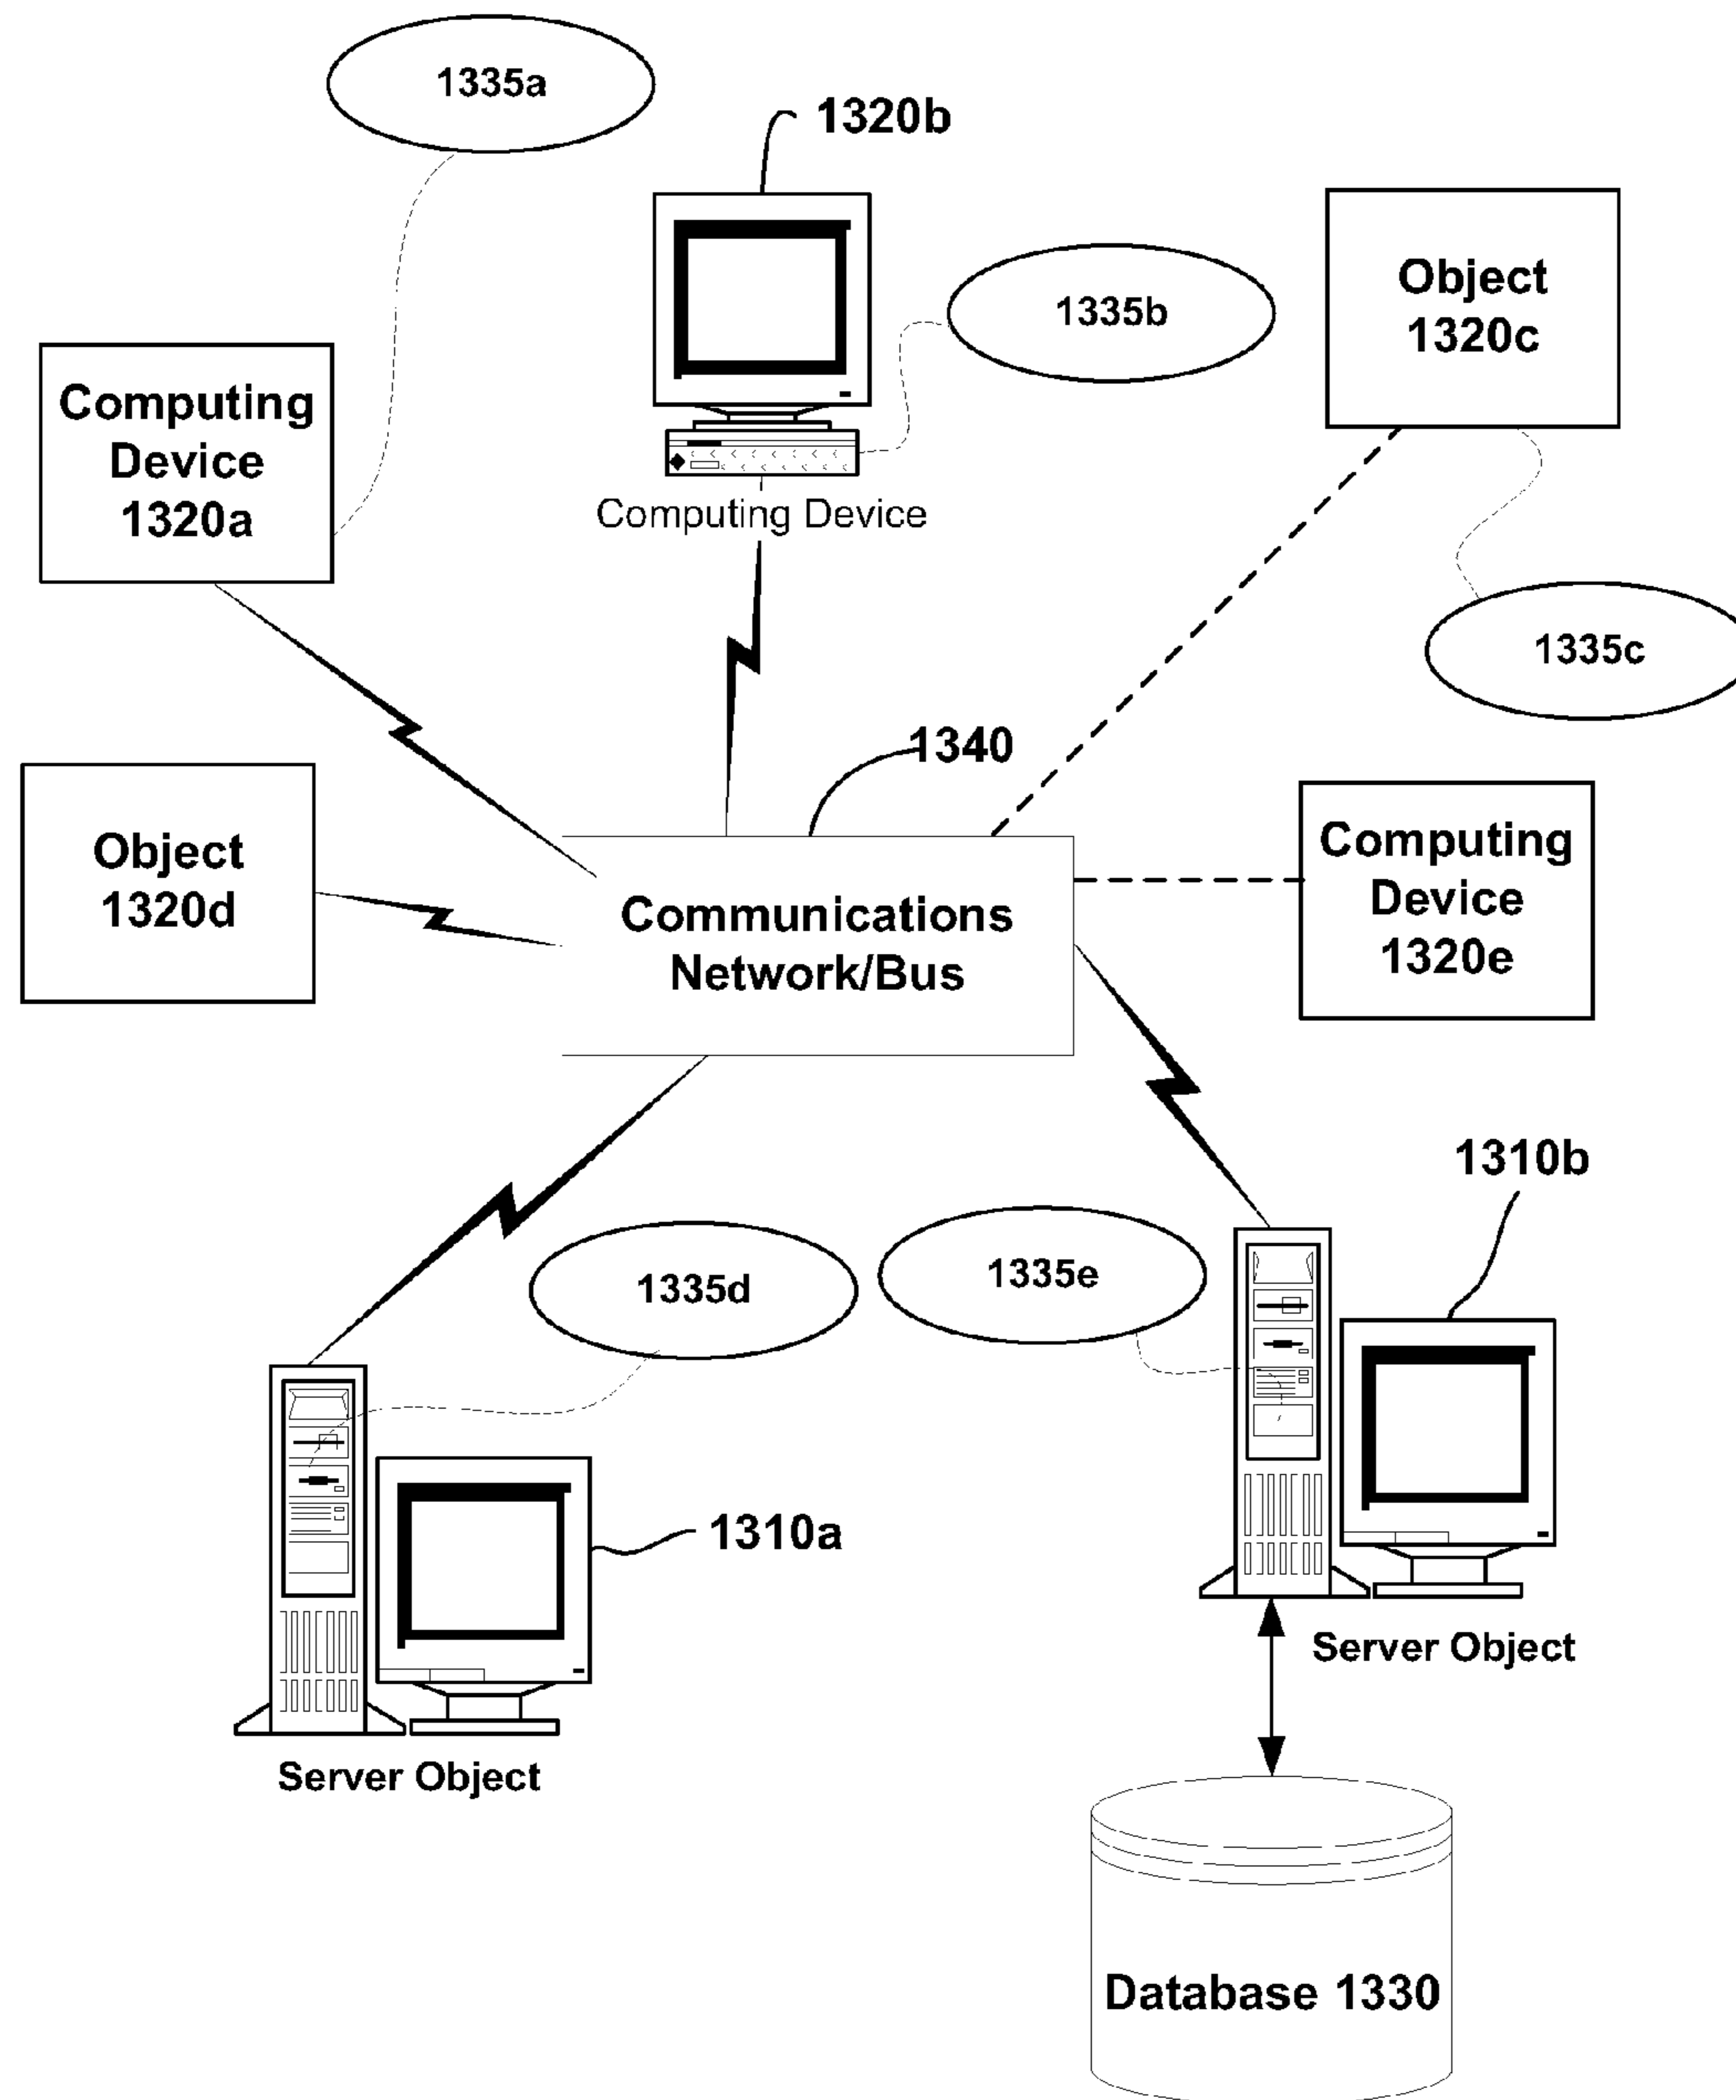 1335a
1320b
1335b
Object
1320c
Computing
Device
1320a
Computing Device
1335c
1340
Object
1320d
Communications
Network/Bus
Computing
Device
1320e
1310b
1335d
1335e
1310a
Server Object
Server Object
Database 1330